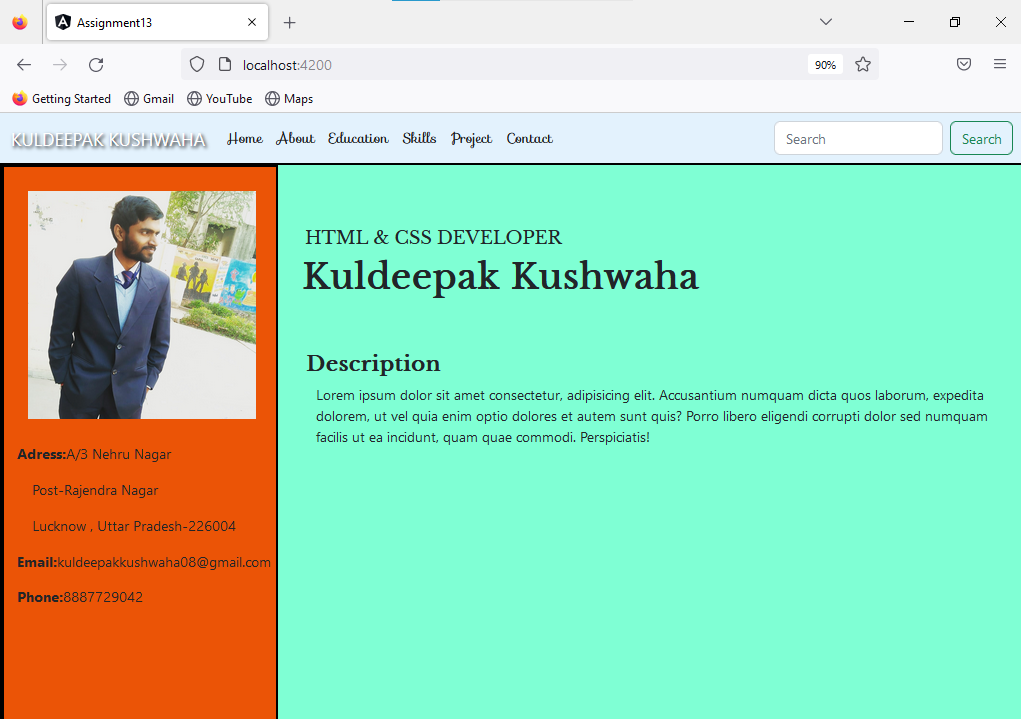 Assignment13
localhost:4200
90%
Getting Started Gmail YouTube Maps
KULDEEPAK KUSHWAHA Home About Education Skills Project Contact Search Search
HTML & CSS DEVELOPER
Kuldeepak Kushwaha
Description
Lorem ipsum dolor sit amet consectetur, adipisicing elit. Accusantium numquam dicta quos laborum, expedita
dolorem, ut vel quia enim optio dolores et autem sunt quis? Porro libero eligendi corrupti dolor sed numquam
facilis ut ea incidunt, quam quae commodi. Perspiciatis!
Adress:A/3 Nehru Nagar
Post-Rajendra Nagar
Lucknow , Uttar Pradesh-226004
Email:kuldeepakkushwaha08@gmail.com
Phone:8887729042